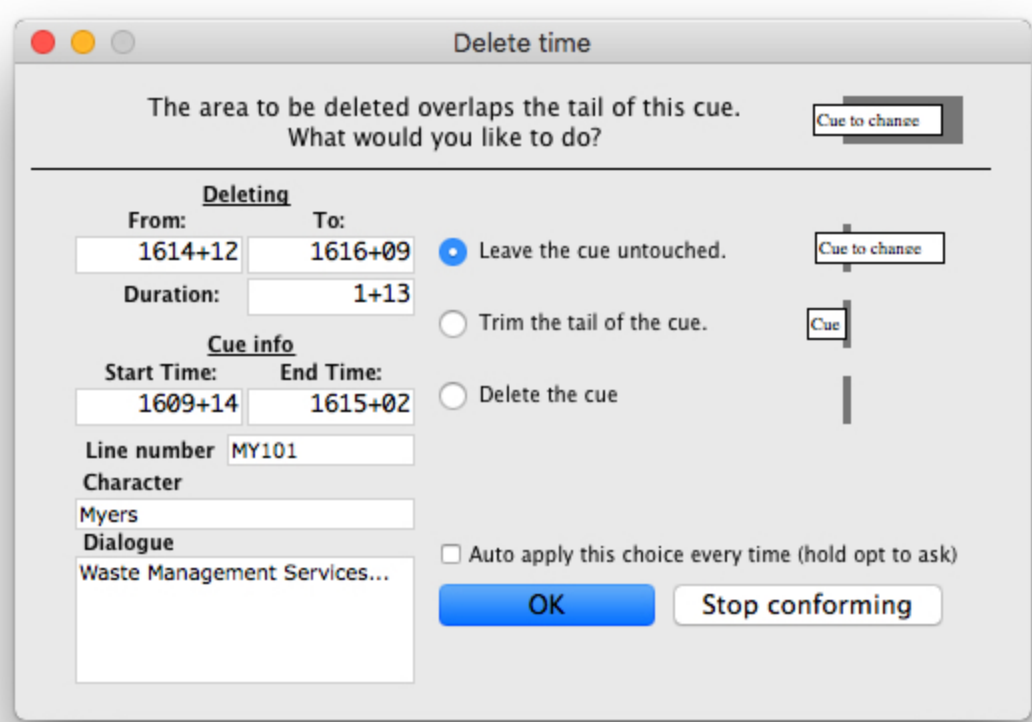 Delete time
The area to be deleted overlaps the tail of this cue.
What would you like to do?
Cue to change
Deleting
From: To:
1614+12 1616+09
Duration: 1+13
Cue info
Start Time: End Time:
1609+14 1615+02
Line number MY101
Character
Myers
Dialogue
Waste Management Services...
Leave the cue untouched.
Cue to change
Trim the tail of the cue.
Cue
Delete the cue
Auto apply this choice every time (hold opt to ask)
OK Stop conforming